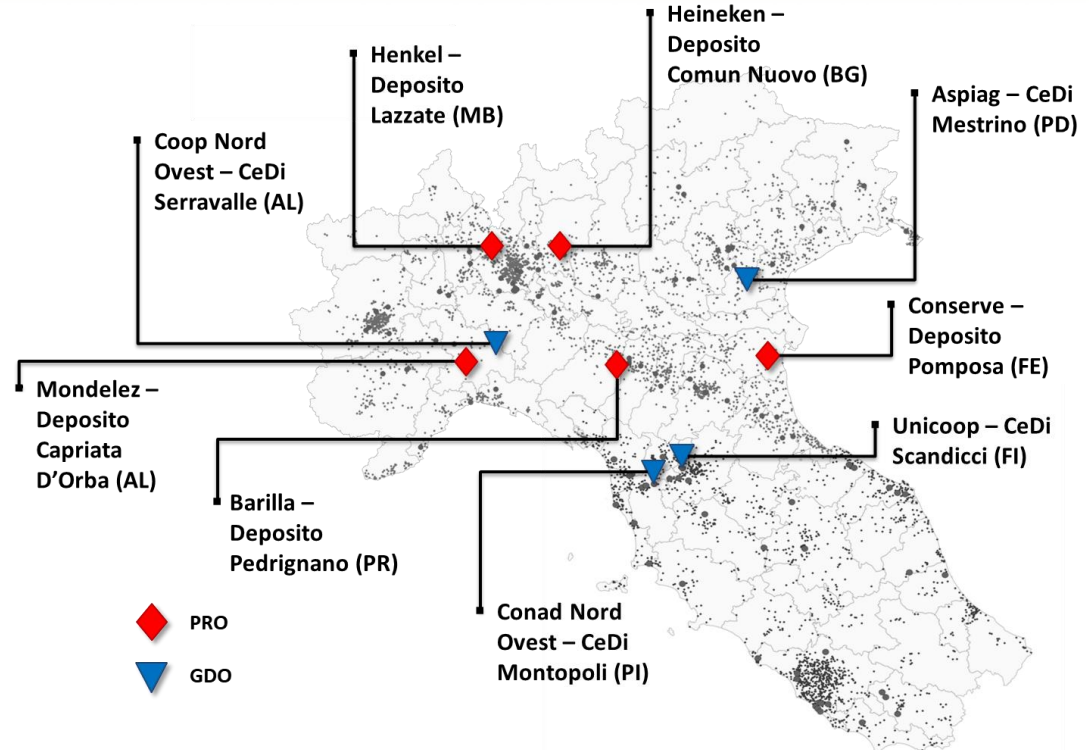 Heineken –
Deposito
Comun Nuovo (BG)
Henkel –
Deposito
Lazzate (MB)
Aspiag – CeDi
Mestrino (PD)
Coop Nord
Ovest – CeDi
Serravalle (AL)
Conserve –
Deposito
Pomposa (FE)
Mondelez –
Deposito
Capriata
D'Orba (AL)
Unicoop – CeDi
Scandicci (FI)
Barilla –
Deposito
Pedrignano (PR)
Conad Nord
Ovest – CeDi
Montopoli (PI)
PRO
GDO